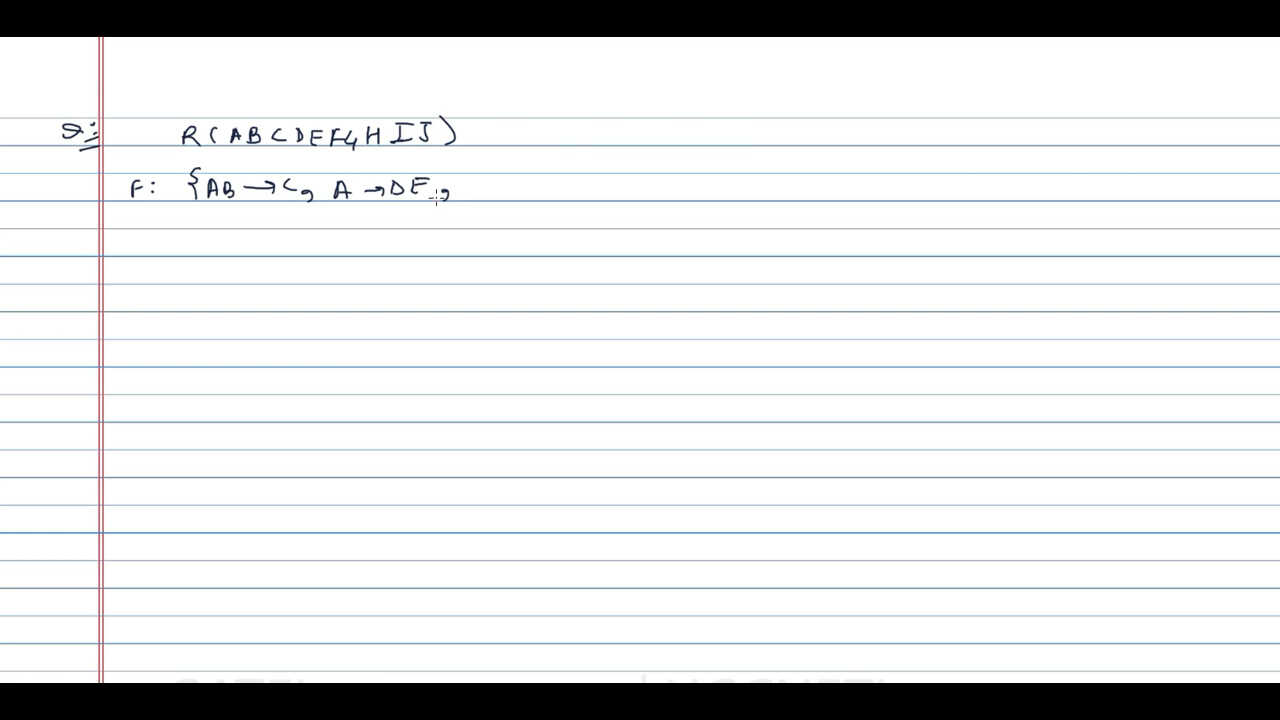 Q: R(ABCDEFGHIJ)
F: {AB→C, A→DE,